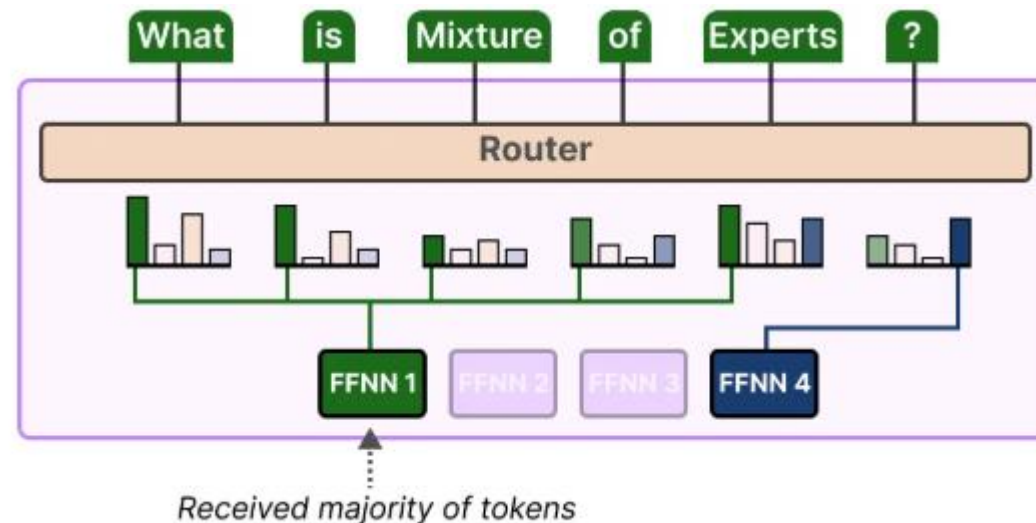 What is Mixture of Experts ?
Router
FFNN 1 FFNN 2 FFNN 3 FFNN 4
Received majority of tokens